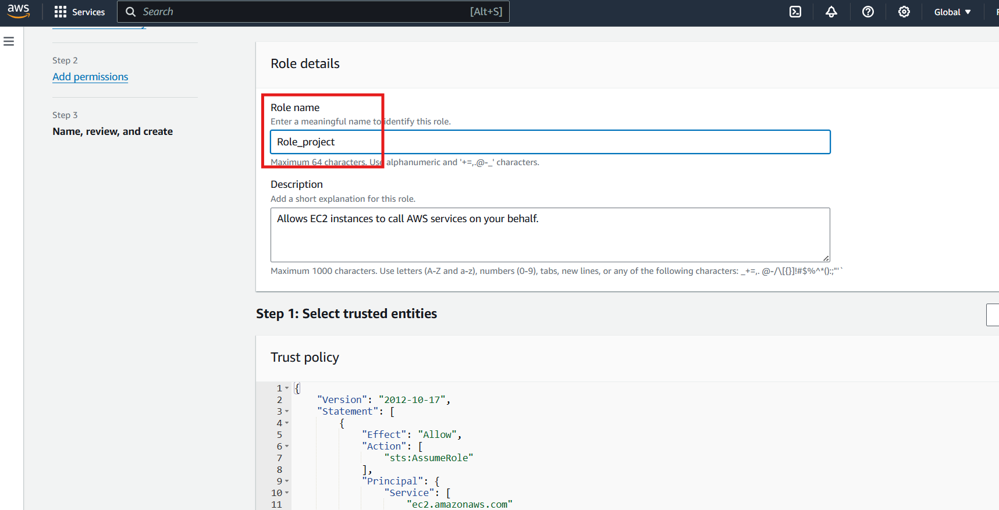 aws
Services
Search
[Alt+S]
Global
Step 2
Add permissions
Step 3
Name, review, and create
Role details
Role name
Enter a meaningful name to identify this role.
Role_project
Maximum 64 characters. Use alphanumeric and '+=,.@-_' characters.
Description
Add a short explanation for this role.
Allows EC2 instances to call AWS services on your behalf.
Maximum 1000 characters. Use letters (A-Z and a-z), numbers (0-9), tabs, new lines, or any of the following characters: _+=,. @-/\[{}]!#$%^*();:"'`
Step 1: Select trusted entities
Trust policy
1 {
2 "Version": "2012-10-17",
3 "Statement": [
4 {
5 "Effect": "Allow",
6 "Action": [
7 "sts:AssumeRole"
8 ],
9 "Principal": {
10 "Service": [
11 "ec2.amazonaws.com"